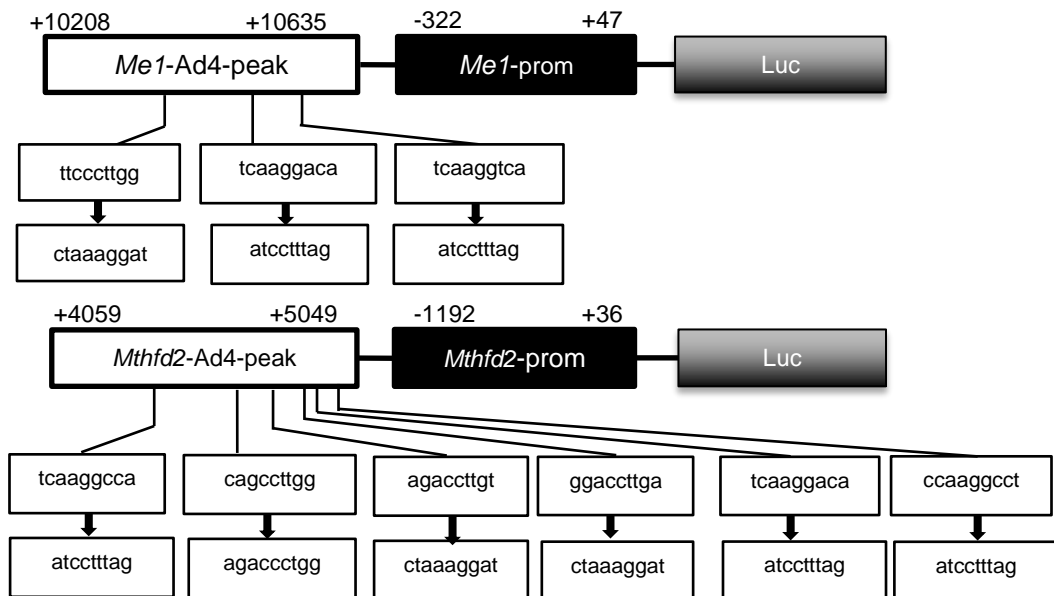 +10208 +10635 -322 +47
Me1-Ad4-peak Me1-prom Luc
ttcccttgg tcaaggaca tcaaggtca
ctaaaggat atcctttag atcctttag
+4059 +5049 -1192 +36
Mthfd2-Ad4-peak Mthfd2-prom Luc
tcaaggcca cagccttgg agaccttgt ggaccttga tcaaggaca ccaaggcct
atcctttag agaccctgg ctaaaggat ctaaaggat atcctttag atcctttag